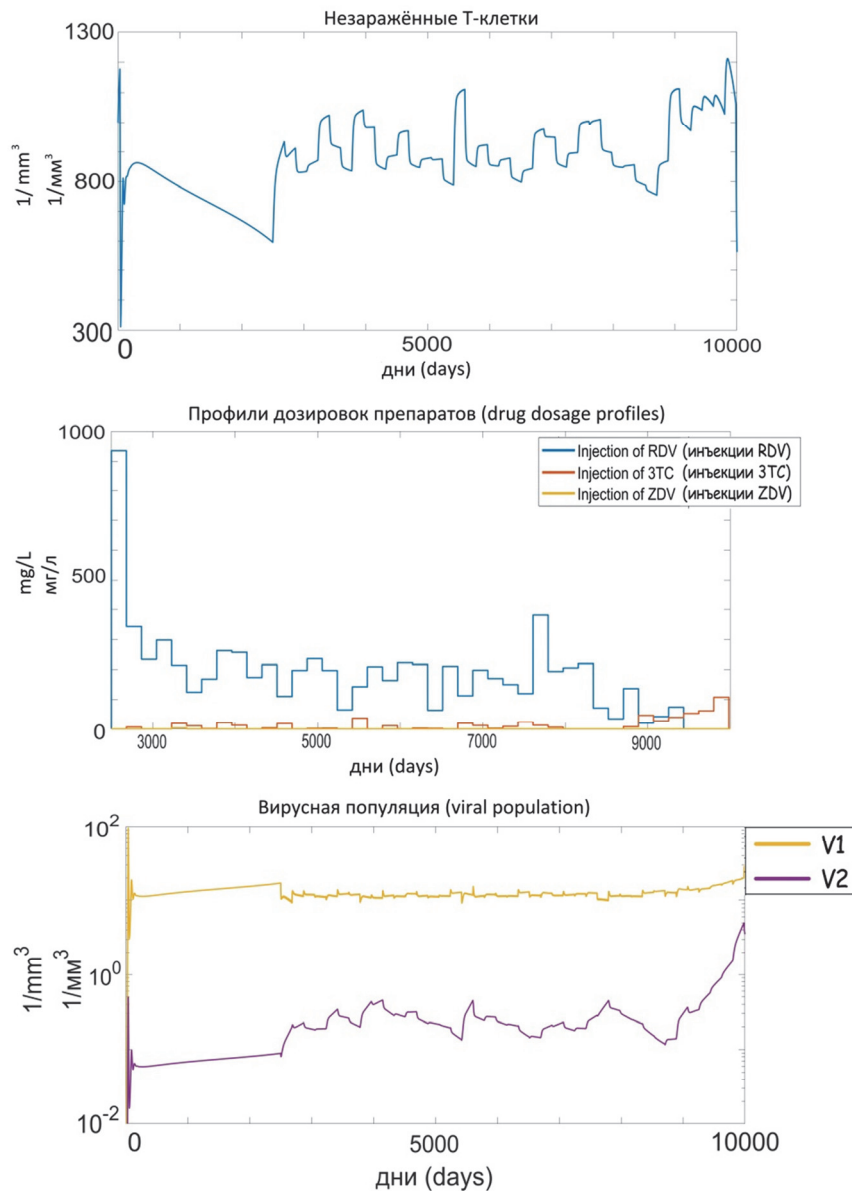 Незаражённые Т-клетки
1300
800
300
1/ mm³
1/мм³
0
5000
10000
дни (days)
Профили дозировок препаратов (drug dosage profiles)
1000
500
0
mg/L
мг/л
Injection of RDV (инъекции RDV)
Injection of 3TC (инъекции 3TC)
Injection of ZDV (инъекции ZDV)
3000
5000
7000
9000
дни (days)
Вирусная популяция (viral population)
10²
10⁰
10⁻²
1/mm³
1/мм³
V1
V2
0
5000
10000
дни (days)